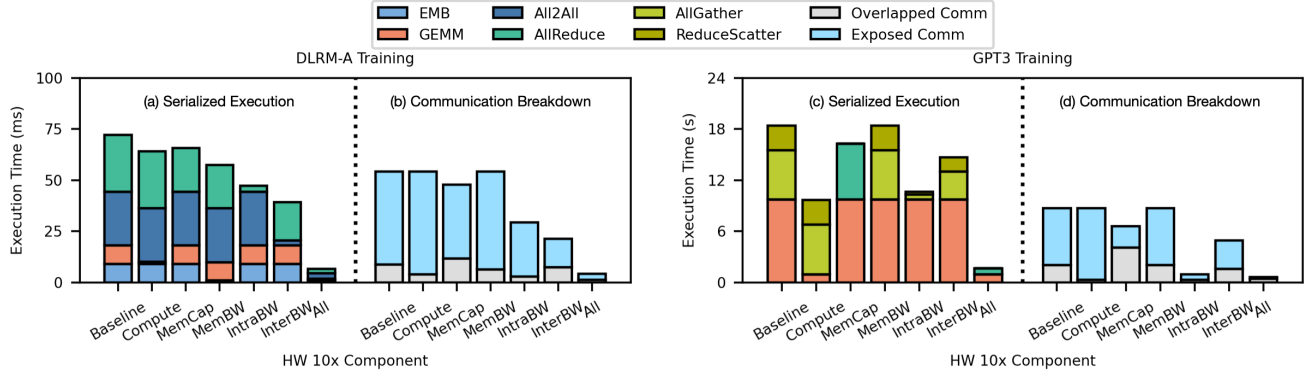 EMB All2All AllGather Overlapped Comm
GEMM AllReduce ReduceScatter Exposed Comm
DLRM-A Training
Execution Time (ms)
100
75
50
25
0
(a) Serialized Execution
(b) Communication Breakdown
Baseline
Compute
MemCap
MemBW
IntraBW
InterBW
All
Baseline
Compute
MemCap
MemBW
IntraBW
InterBW
All
HW 10x Component
GPT3 Training
Execution Time (s)
24
18
12
6
0
(c) Serialized Execution
(d) Communication Breakdown
Baseline
Compute
MemCap
MemBW
IntraBW
InterBW
All
Baseline
Compute
MemCap
MemBW
IntraBW
InterBW
All
HW 10x Component